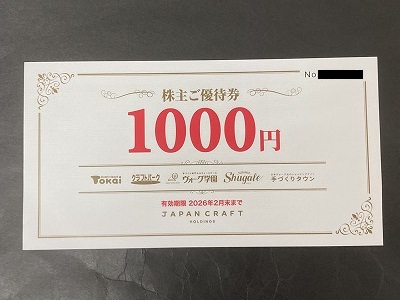 No
株主ご優待券
1000円
Tokai クラフトパーク ヴォーグ学園 Shugale 手づくりタウン
有効期限 2026年2月末まで
JAPAN CRAFT
HOLDINGS